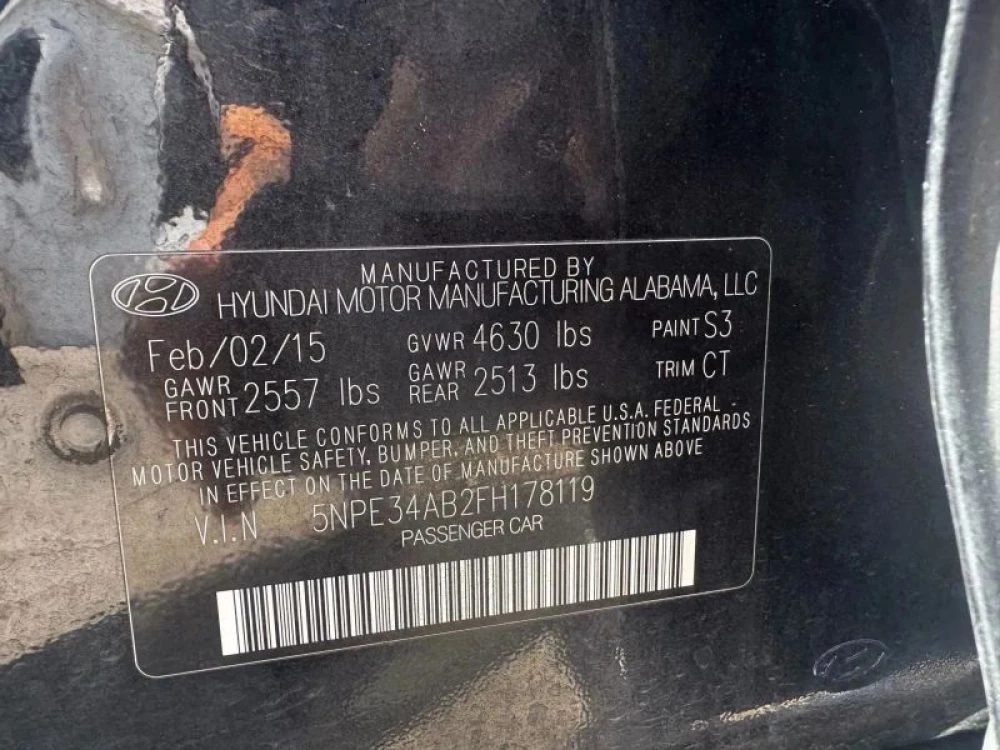 MANUFACTURED BY
HYUNDAI MOTOR MANUFACTURING ALABAMA, LLC
Feb/02/15 GVWR 4630 lbs PAINT S3
GAWR FRONT 2557 lbs GAWR REAR 2513 lbs TRIM CT
THIS VEHICLE CONFORMS TO ALL APPLICABLE U.S.A. FEDERAL
MOTOR VEHICLE SAFETY, BUMPER, AND THEFT PREVENTION STANDARDS
IN EFFECT ON THE DATE OF MANUFACTURE SHOWN ABOVE
V.I.N 5NPE34AB2FH178119
PASSENGER CAR